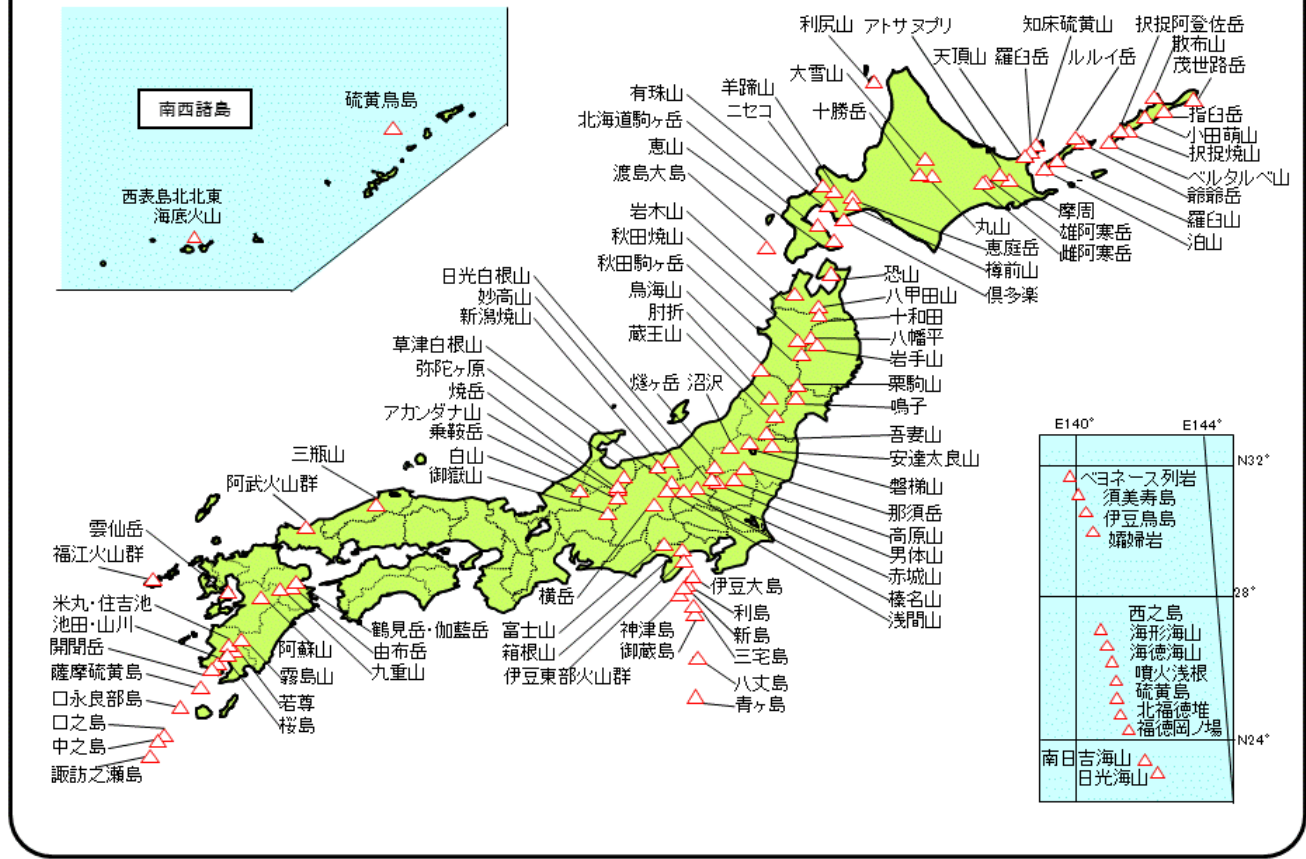 南西諸島
硫黄鳥島
西表島北北東
海底火山
利尻山
アトサヌプリ
知床硫黄山
択捉阿登佐岳
散布山
天頂山
羅臼岳
ルルイ岳
茂世路岳
大雪山
羊蹄山
ニセコ
十勝岳
有珠山
北海道駒ヶ岳
恵山
渡島大島
岩木山
秋田焼山
秋田駒ヶ岳
鳥海山
肘折
蔵王山
指臼岳
小田萌山
択捉焼山
ベルタルベ山
爺爺岳
羅臼山
泊山
摩周
雄阿寒岳
雌阿寒岳
丸山
恵庭岳
樽前山
倶多楽
恐山
八甲田山
十和田
八幡平
岩手山
栗駒山
鳴子
吾妻山
安達太良山
磐梯山
那須岳
高原山
男体山
赤城山
榛名山
浅間山
日光白根山
妙高山
新潟焼山
草津白根山
弥陀ヶ原
焼岳
アカンダナ山
乗鞍岳
白山
御嶽山
燧ヶ岳
沼沢
三瓶山
阿武火山群
雲仙岳
福江火山群
米丸・住吉池
池田・山川
開聞岳
薩摩硫黄島
口永良部島
口之島
中之島
諏訪之瀬島
鶴見岳・伽藍岳
由布岳
九重山
阿蘇山
霧島山
若尊
桜島
横岳
富士山
箱根山
伊豆東部火山群
伊豆大島
利島
新島
神津島
御蔵島
三宅島
八丈島
青ヶ島
E140°
E144°
N32°
ベヨネース列岩
須美寿島
伊豆鳥島
孀婦岩
28°
西之島
海形海山
海徳海山
噴火浅根
硫黄島
北福徳堆
福徳岡ノ場
N24°
南日吉海山
日光海山